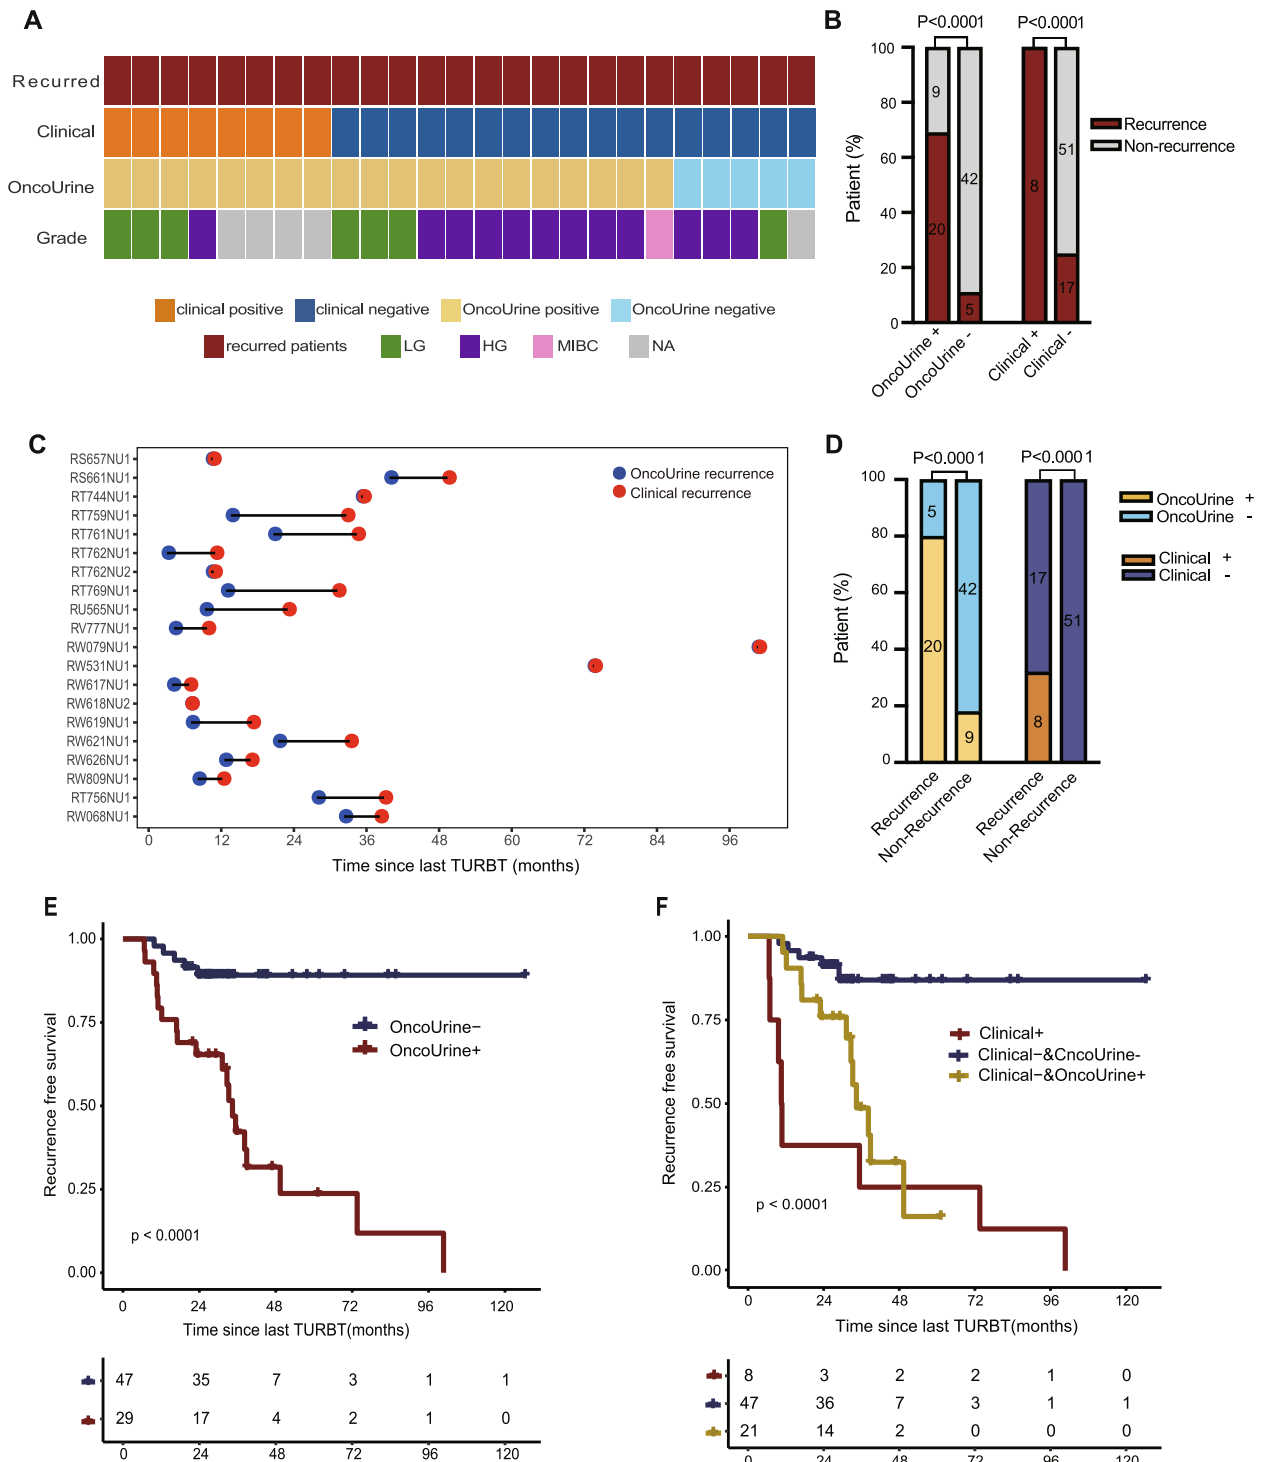 A
Recurred
Clinical
OncoUrine
Grade
clinical positive
clinical negative
OncoUrine positive
OncoUrine negative
recurred patients
LG
HG
MIBC
NA
B
P<0.0001 P<0.0001
Patient (%)
100
80
60
40
20
0
9
20
42
5
8
51
17
Recurrence
Non-recurrence
OncoUrine +
OncoUrine -
Clinical +
Clinical -
C
RS657NU1
RS661NU1
RT744NU1
RT759NU1
RT761NU1
RT762NU1
RT762NU2
RT769NU1
RU565NU1
RV777NU1
RW079NU1
RW531NU1
RW617NU1
RW618NU2
RW619NU1
RW621NU1
RW626NU1
RW809NU1
RT756NU1
RW068NU1
OncoUrine recurrence
Clinical recurrence
0 12 24 36 48 60 72 84 96
Time since last TURBT (months)
D
P<0.0001 P<0.0001
Patient (%)
100
80
60
40
20
0
5
20
42
9
17
8
51
OncoUrine +
OncoUrine -
Clinical +
Clinical -
Recurrence
Non-Recurrence
Recurrence
Non-Recurrence
E
Recurrence free survival
1.00
0.75
0.50
0.25
0.00
OncoUrine−
OncoUrine+
p < 0.0001
0 24 48 72 96 120
Time since last TURBT(months)
47 35 7 3 1 1
29 17 4 2 1 0
0 24 48 72 96 120
F
Recurrence free survival
1.00
0.75
0.50
0.25
0.00
Clinical+
Clinical−&CncoUrine-
Clinical−&OncoUrine+
p < 0.0001
0 24 48 72 96 120
Time since last TURBT(months)
8 3 2 2 1 0
47 36 7 3 1 1
21 14 2 0 0 0
0 24 48 72 96 120